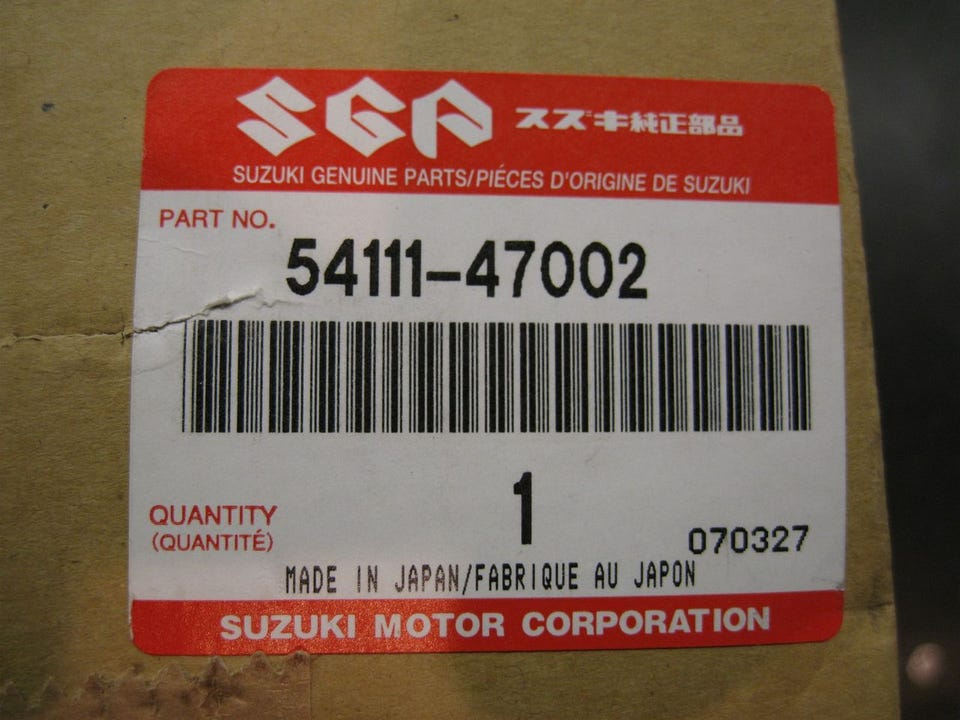 SGP スズキ純正部品
SUZUKI GENUINE PARTS/PIÉCES D'ORIGINE DE SUZUKI
PART NO.
54111-47002
1
QUANTITY
(QUANTITÉ)
070327
MADE IN JAPAN/FABRIQUE AU JAPON
SUZUKI MOTOR CORPORATION